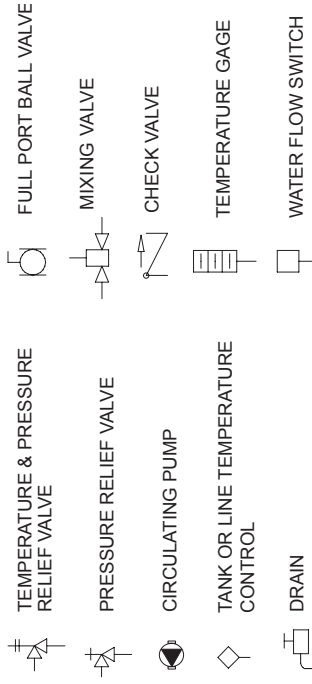 TEMPERATURE & PRESSURE
RELIEF VALVE
PRESSURE RELIEF VALVE
CIRCULATING PUMP
TANK OR LINE TEMPERATURE
CONTROL
DRAIN
FULL PORT BALL VALVE
MIXING VALVE
CHECK VALVE
TEMPERATURE GAGE
WATER FLOW SWITCH